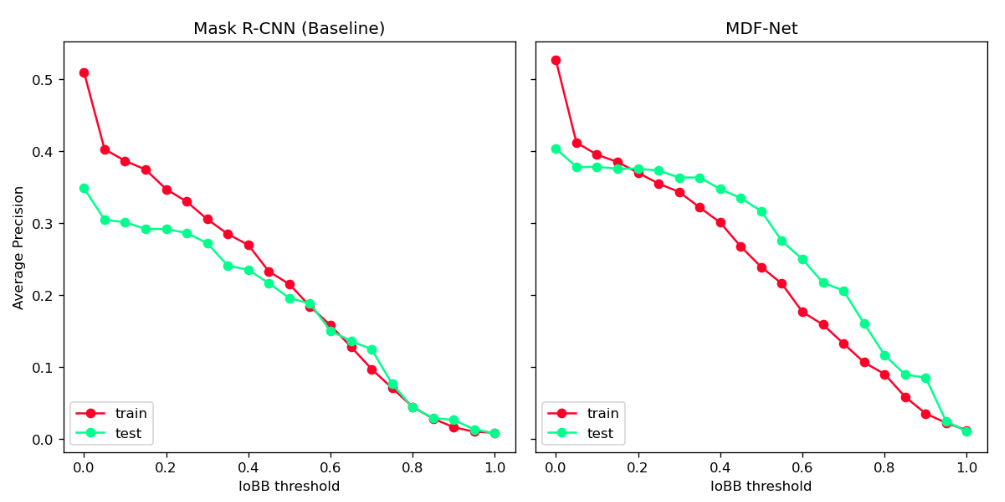 Mask R-CNN (Baseline)
MDF-Net
Average Precision
0.5
0.4
0.3
0.2
0.1
0.0
train
test
train
test
0.0 0.2 0.4 0.6 0.8 1.0
0.0 0.2 0.4 0.6 0.8 1.0
IoBB threshold
IoBB threshold